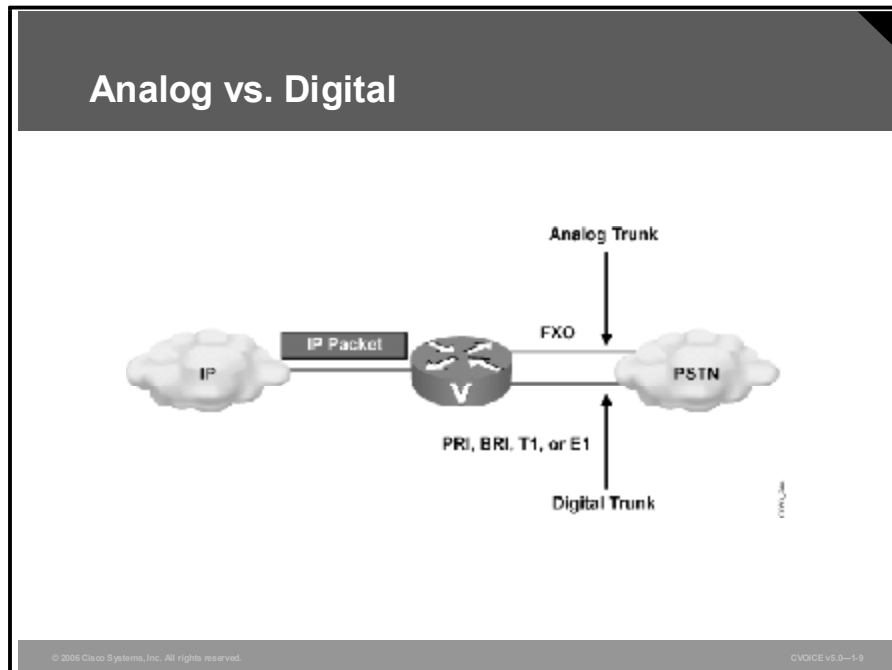 Analog vs. Digital
Analog Trunk
FXO
IP Packet
IP
V
PSTN
PRI, BRI, T1, or E1
Digital Trunk
© 2006 Cisco Systems, Inc. All rights reserved.
CVOICE v5.0—1-9